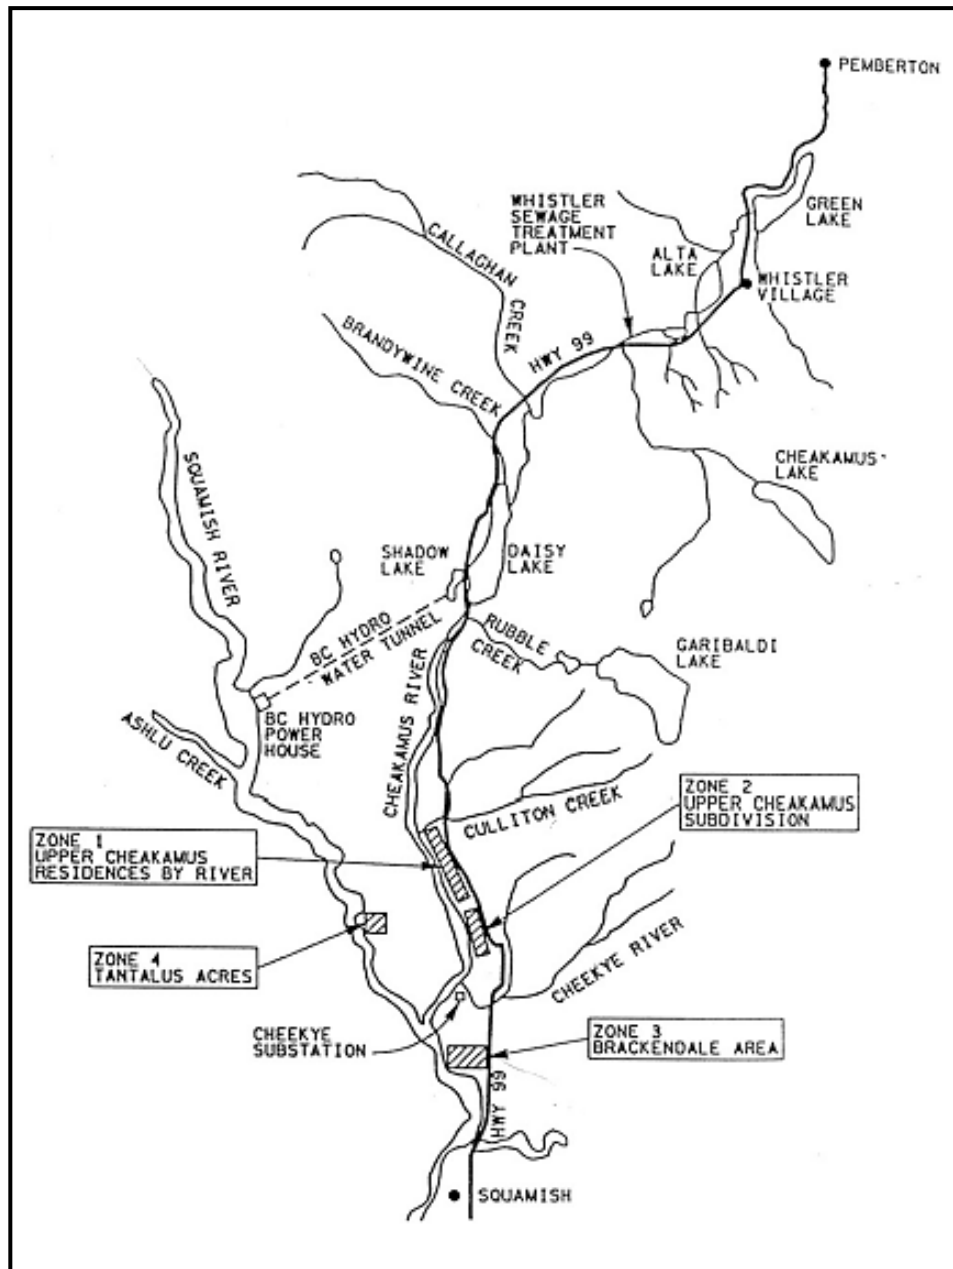 PEMBERTON
WHISTLER
SEWAGE
TREATMENT
PLANT
GREEN
LAKE
ALTA
LAKE
WHISTLER
VILLAGE
CALLAGHAN
CREEK
BRANDYWINE CREEK
HWY 99
CHEAKAMUS
LAKE
SQUAMISH RIVER
SHADOW
LAKE
DAISY
LAKE
BC HYDRO
WATER TUNNEL
RUBBLE
CREEK
GARIBALDI
LAKE
CHEAKAMUS RIVER
BC HYDRO
POWER
HOUSE
ASHLU CREEK
CULLITON CREEK
ZONE 2
UPPER CHEAKAMUS
SUBDIVISION
ZONE 1
UPPER CHEAKAMUS
RESIDENCES BY RIVER
ZONE 4
TANTALUS ACRES
CHEEKYE RIVER
CHEEKYE
SUBSTATION
ZONE 3
BRACKENDALE AREA
HWY 99
SQUAMISH